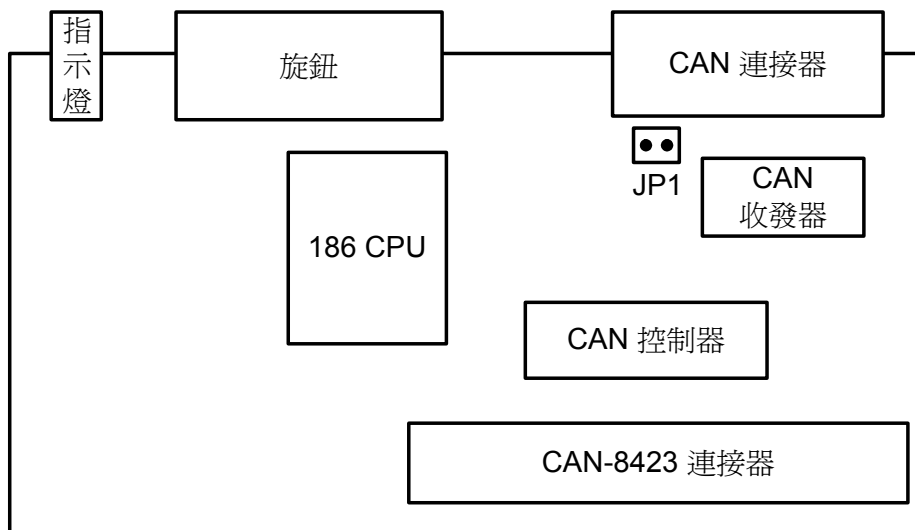 指示燈
旋鈕
CAN 連接器
JP1
CAN
收發器
186 CPU
CAN 控制器
CAN-8423 連接器